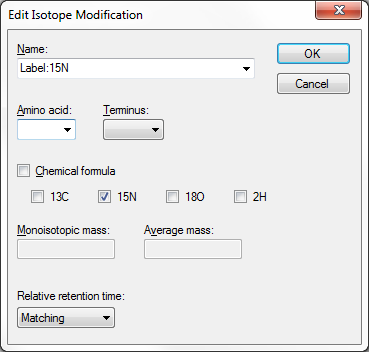 Edit Isotope Modification
Name:
Label:15N
OK
Cancel
Amino acid: Terminus:
Chemical formula
13C 15N 18O 2H
Monoisotopic mass: Average mass:
Relative retention time:
Matching